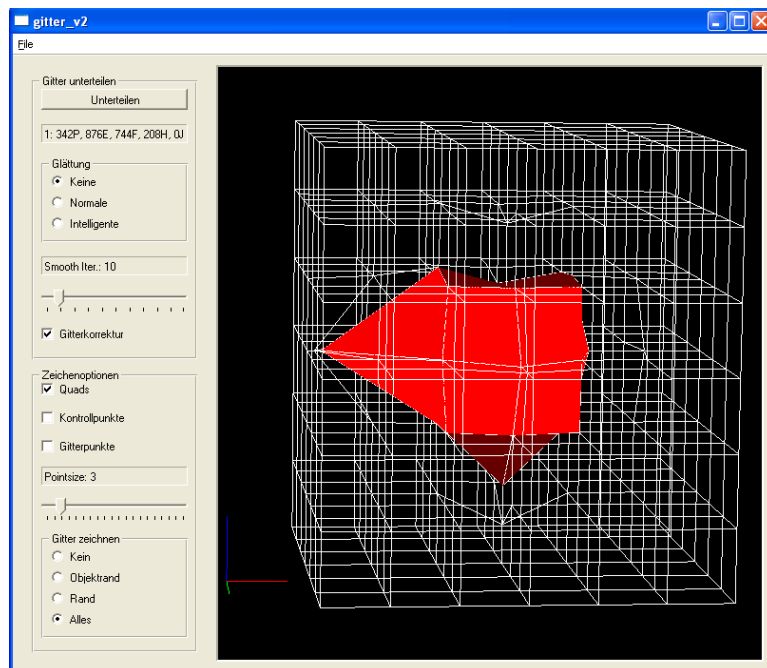 gitter_v2
File
Gitter unterteilen
Unterteilen
1: 342P, 876E, 744F, 208H, 0J
Glättung
Keine
Normale
Intelligente
Smooth Iter.: 10
Gitterkorrektur
Zeichenoptionen
Quads
Kontrollpunkte
Gitterpunkte
Pointsize: 3
Gitter zeichnen
Kein
Objektrand
Rand
Alles